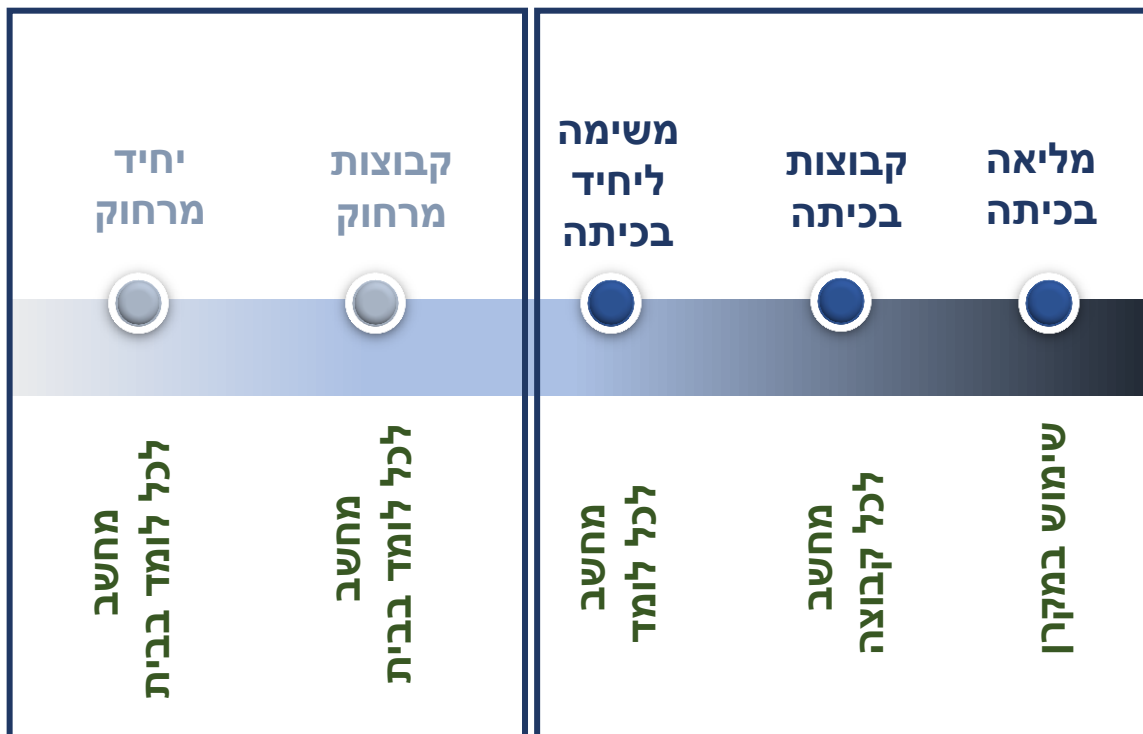 מליאה
בכיתה
קבוצות
בכיתה
משימה
ליחיד
בכיתה
קבוצות
מרחוק
יחיד
מרחוק
שימוש במקרן
מחשב
לכל קבוצה
מחשב
לכל לומד
מחשב
לכל לומד בבית
מחשב
לכל לומד בבית